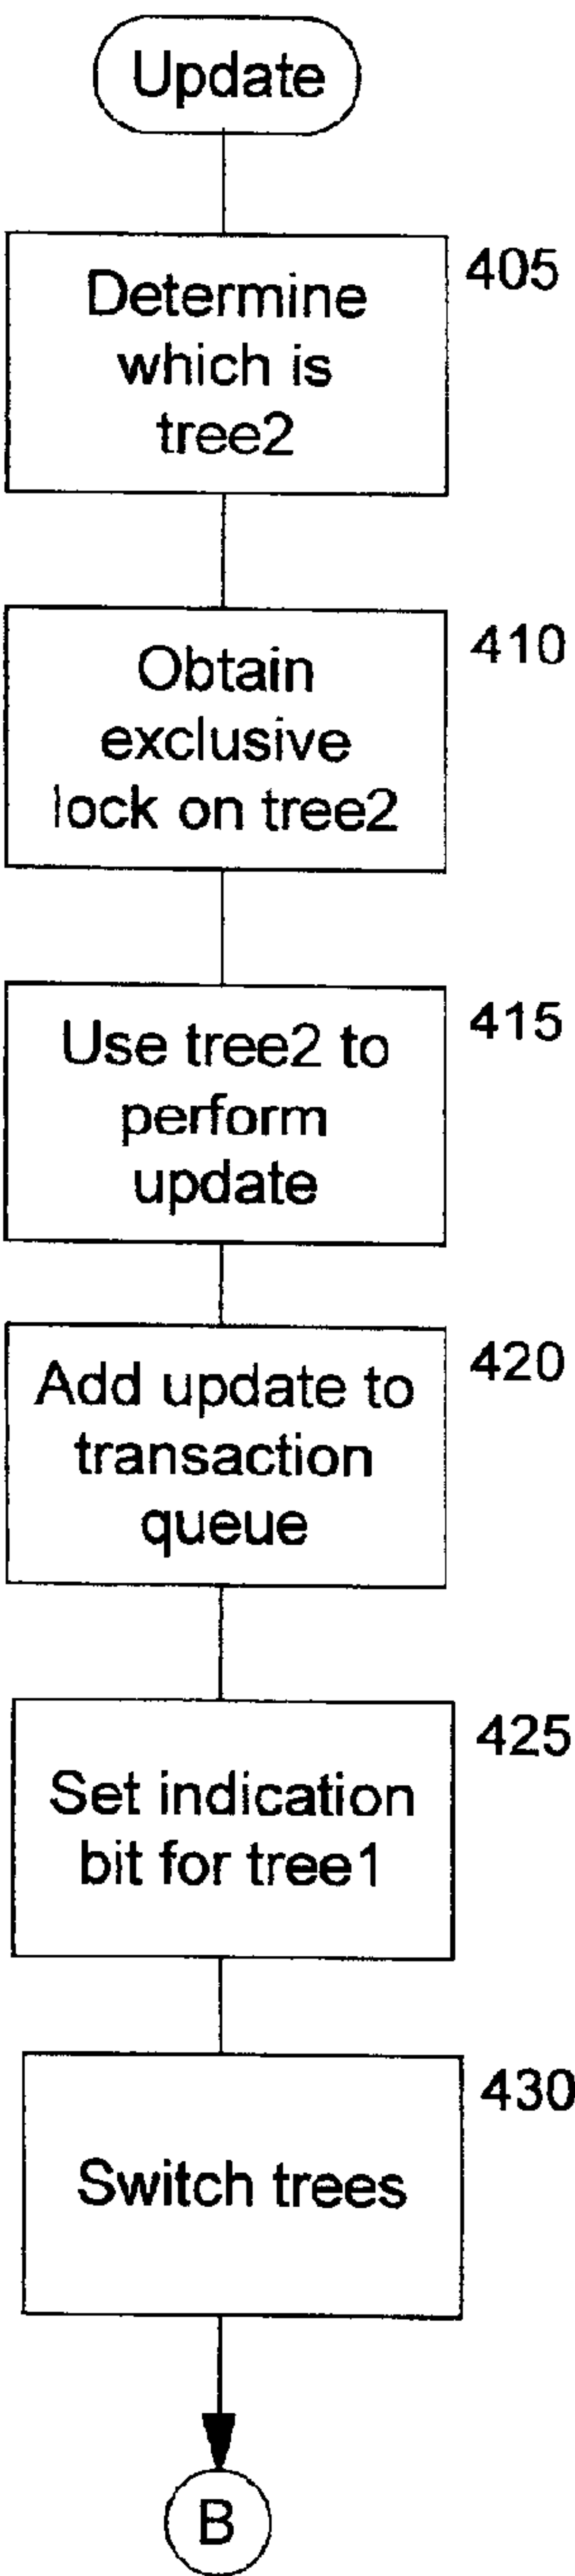 Update
405
Determine
which is
tree2
410
Obtain
exclusive
lock on tree2
415
Use tree2 to
perform
update
420
Add update to
transaction
queue
425
Set indication
bit for tree1
430
Switch trees
B